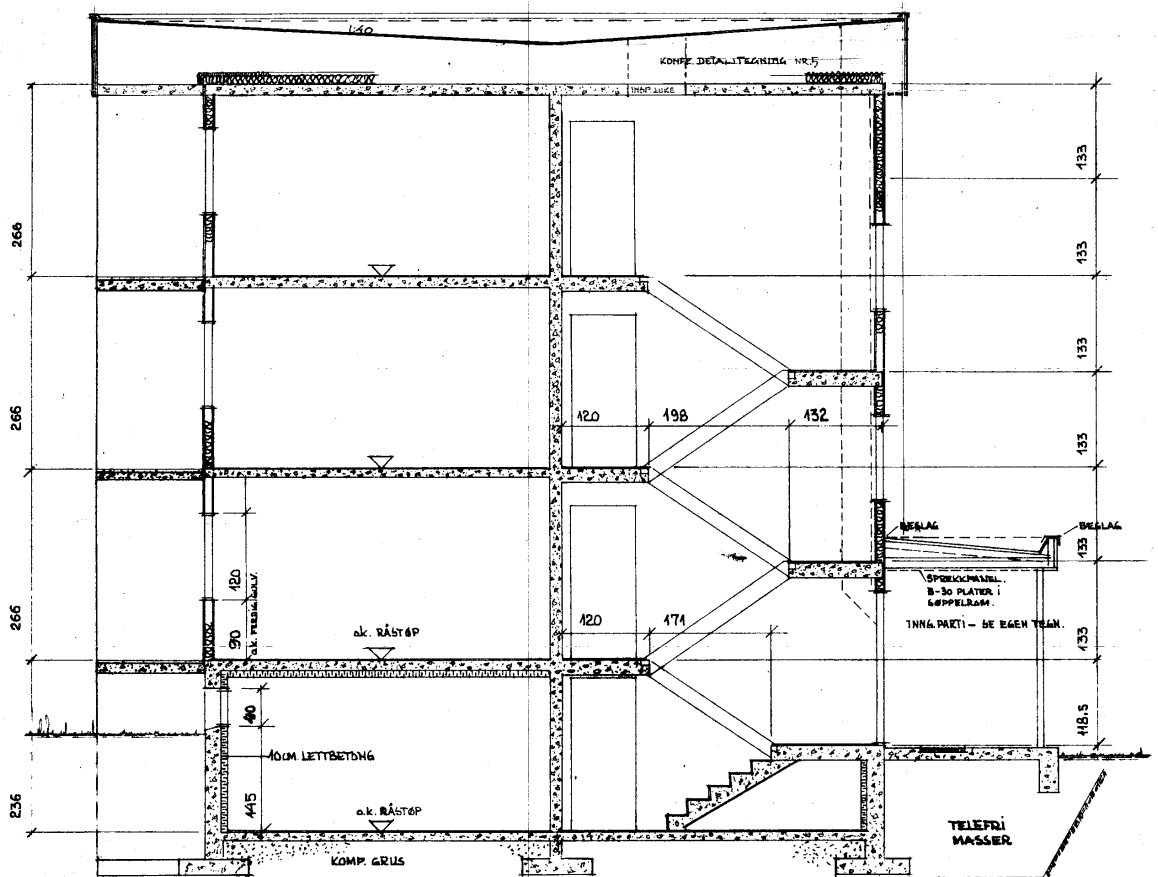 1:40
KONFR. DETALJTEGNING NR.5
INSP. LUKE
133
266
133
133
266
120
198
132
133
BESLAG
BESLAG
133
SPREKKPANEL.
B-30 PLATER I
GØPPELROM.
INNG. PARTI - SE EGEN TEGN.
120
90
o.k. FERDIG GULV.
266
o.k. RÅSTØP
120
171
133
40
118.5
10CM LETTBETONG
145
236
o.k. RÅSTØP
KOMP. GRUS
TELEFRI
MASSER